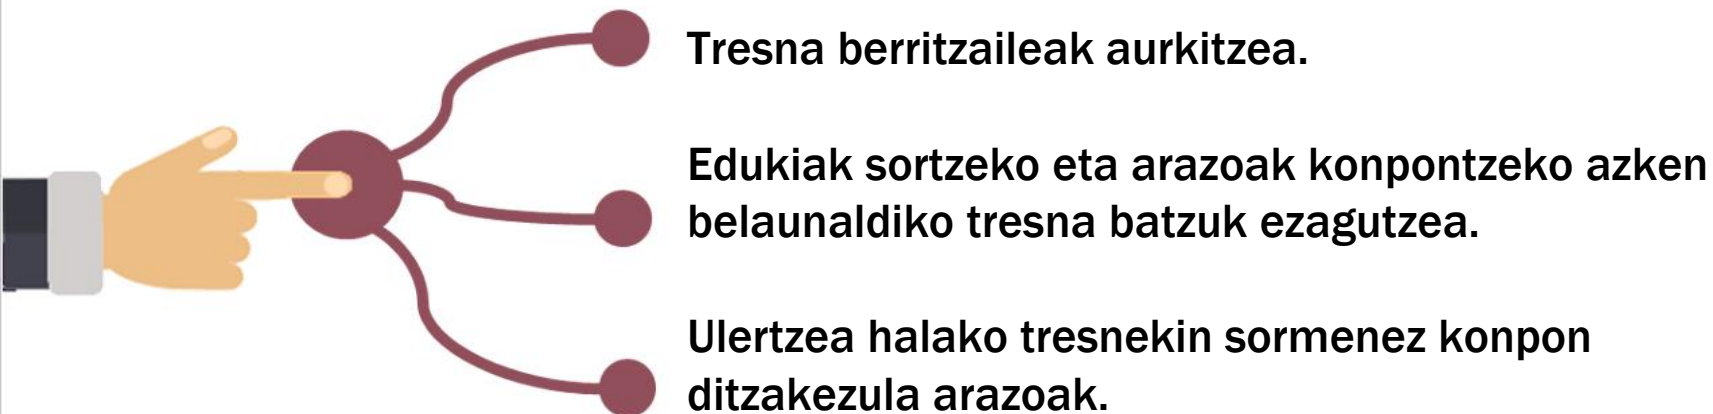 Tresna berritzaileak aurkitzea.
Edukiak sortzeko eta arazoak konpontzeko azken
belaunaldiko tresna batzuk ezagutzea.
Ulertzea halako tresnekin sormenez konpon
ditzakezula arazoak.